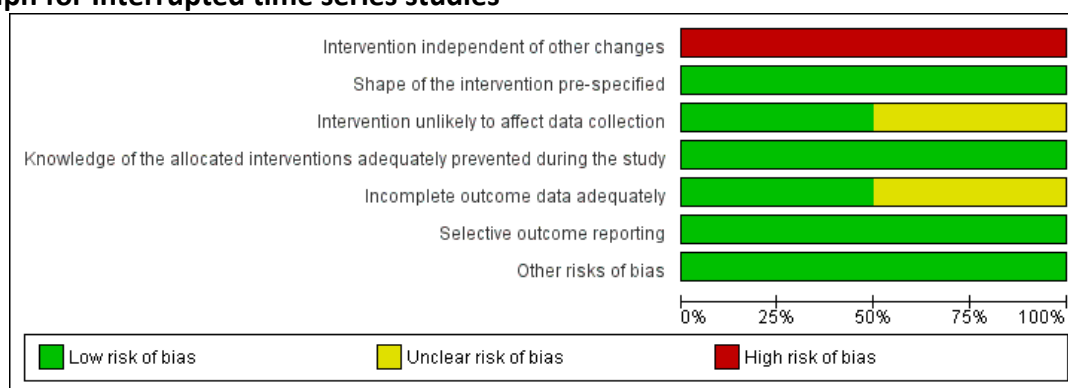 for interrupted time series studies
Intervention independent of other changes
Shape of the intervention pre-specified
Intervention unlikely to affect data collection
Knowledge of the allocated interventions adequately prevented during the study
Incomplete outcome data adequately
Selective outcome reporting
Other risks of bias
0% 25% 50% 75% 100%
Low risk of bias Unclear risk of bias High risk of bias